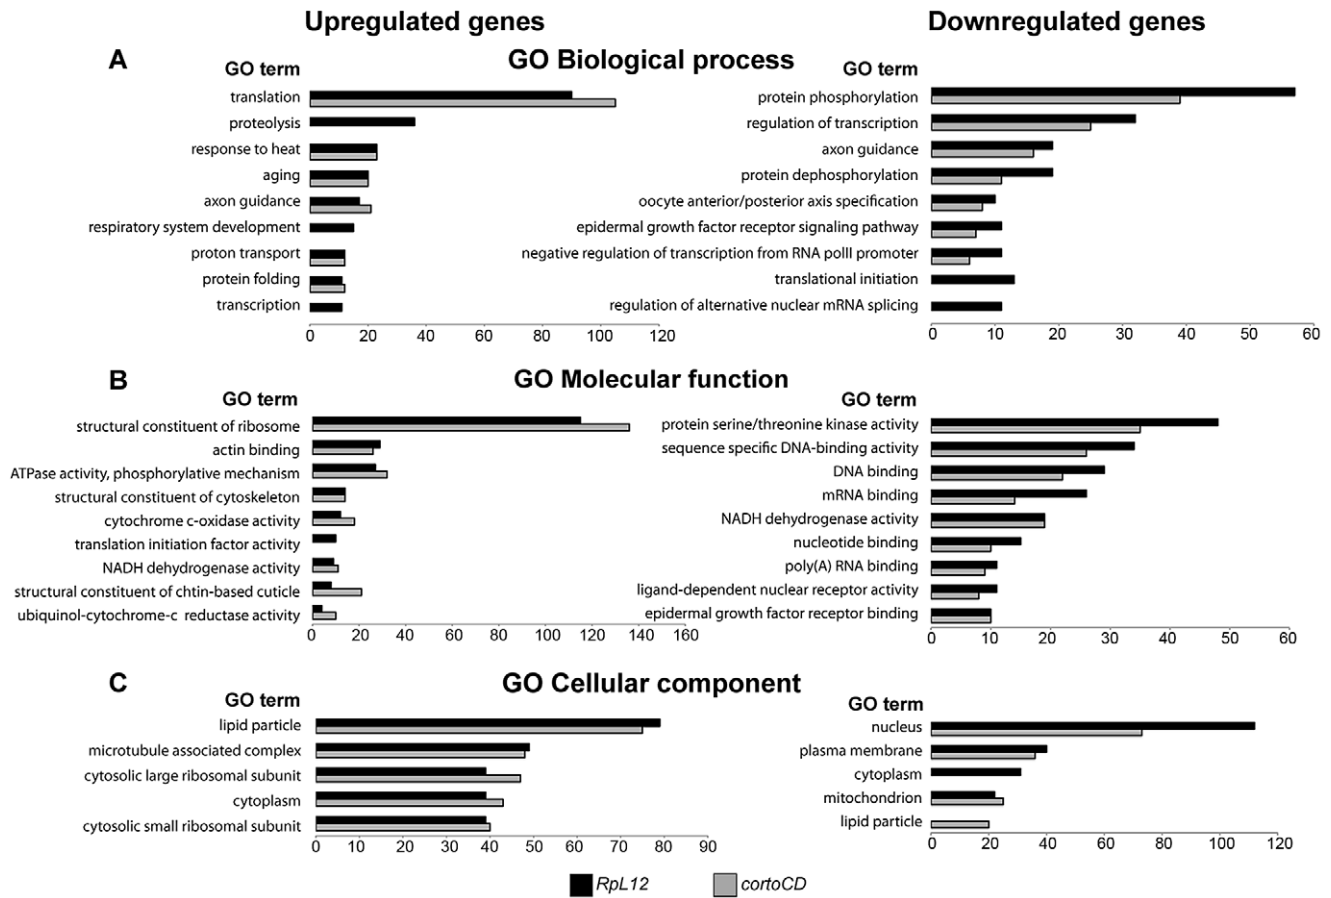 Upregulated genes
Downregulated genes
A
GO Biological process
GO term
translation
proteolysis
response to heat
aging
axon guidance
respiratory system development
proton transport
protein folding
transcription
0 20 40 60 80 100 120
GO term
protein phosphorylation
regulation of transcription
axon guidance
protein dephosphorylation
oocyte anterior/posterior axis specification
epidermal growth factor receptor signaling pathway
negative regulation of transcription from RNA polII promoter
translational initiation
regulation of alternative nuclear mRNA splicing
0 10 20 30 40 50 60
B
GO Molecular function
GO term
structural constituent of ribosome
actin binding
ATPase activity, phosphorylative mechanism
structural constituent of cytoskeleton
cytochrome c-oxidase activity
translation initiation factor activity
NADH dehydrogenase activity
structural constituent of chtin-based cuticle
ubiquinol-cytochrome-c reductase activity
0 20 40 60 80 100 120 140 160
GO term
protein serine/threonine kinase activity
sequence specific DNA-binding activity
DNA binding
mRNA binding
NADH dehydrogenase activity
nucleotide binding
poly(A) RNA binding
ligand-dependent nuclear receptor activity
epidermal growth factor receptor binding
0 10 20 30 40 50 60
C
GO Cellular component
GO term
lipid particle
microtubule associated complex
cytosolic large ribosomal subunit
cytoplasm
cytosolic small ribosomal subunit
0 10 20 30 40 50 60 70 80 90
GO term
nucleus
plasma membrane
cytoplasm
mitochondrion
lipid particle
0 20 40 60 80 100 120
RpL12
cortoCD